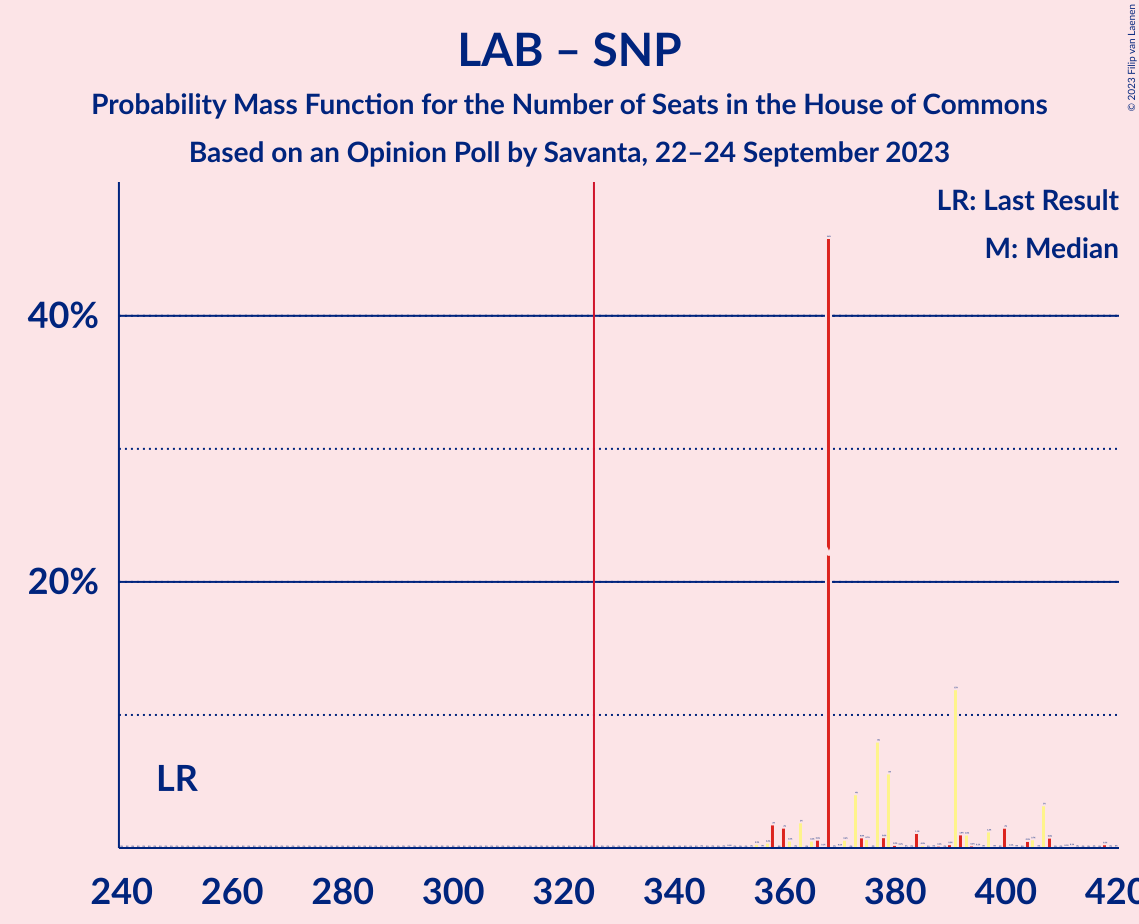 LAB – SNP
Probability Mass Function for the Number of Seats in the House of Commons
Based on an Opinion Poll by Savanta, 22–24 September 2023
© 2023 Filip van Laenen
LR: Last Result
M: Median
40%
20%
LR
240 260 280 300 320 340 360 380 400 420